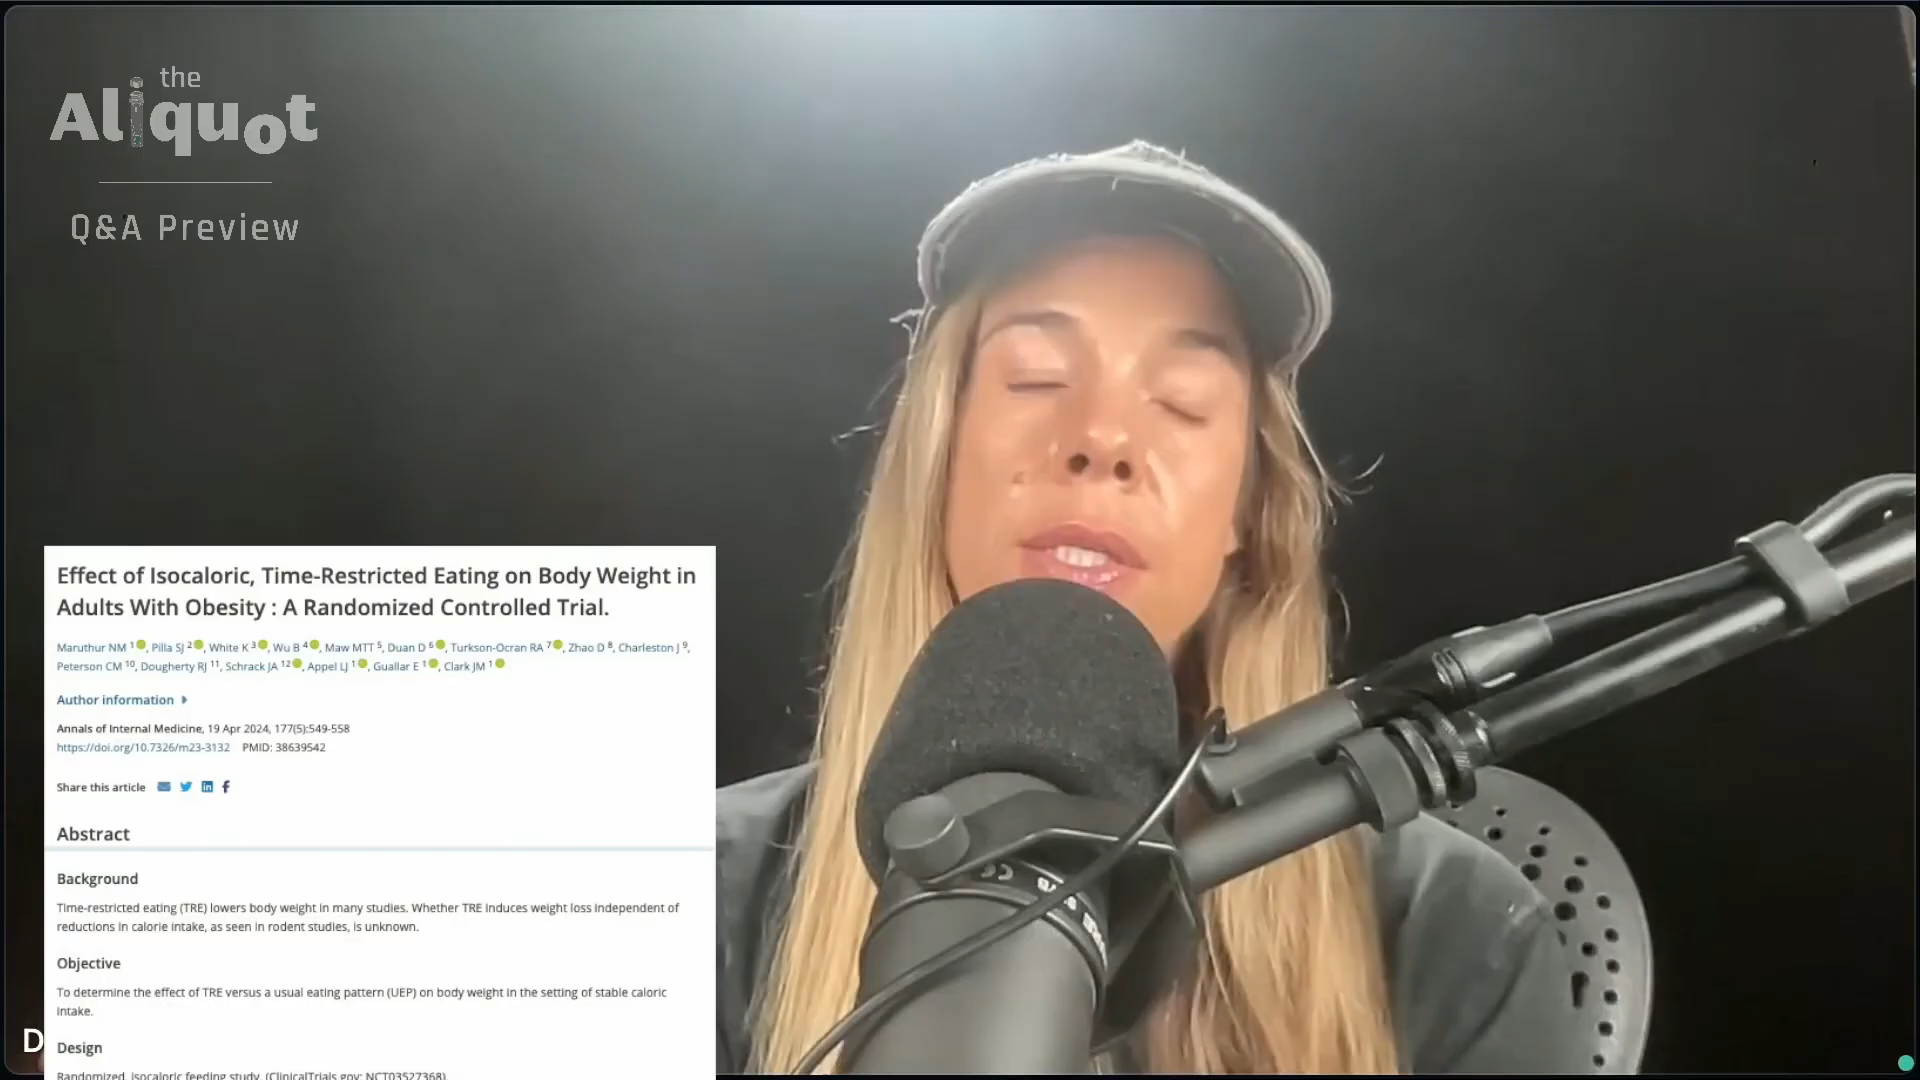 the
Aliquot
Q&A Preview
Effect of Isocaloric, Time-Restricted Eating on Body Weight in
Adults With Obesity : A Randomized Controlled Trial.
Maruthur NM 1, Pilla SJ 2, White K 3, Wu B 4, Maw MTT 5, Duan D 6, Turkson-Ocran RA 7, Zhao D 8, Charleston J 9,
Peterson CM 10, Dougherty RJ 11, Schrack JA 12, Appel LJ 1, Guallar E 1, Clark JM 1
Author information
Annals of Internal Medicine, 19 Apr 2024, 177(5):549-558
https://doi.org/10.7326/m23-3132 PMID: 38639542
Share this article
Abstract
Background
Time-restricted eating (TRE) lowers body weight in many studies. Whether TRE induces weight loss independent of
reductions in calorie intake, as seen in rodent studies, is unknown.
Objective
To determine the effect of TRE versus a usual eating pattern (UEP) on body weight in the setting of stable caloric
intake.
D
Design
Randomized, isocaloric feeding study. (ClinicalTrials.gov: NCT03527368).